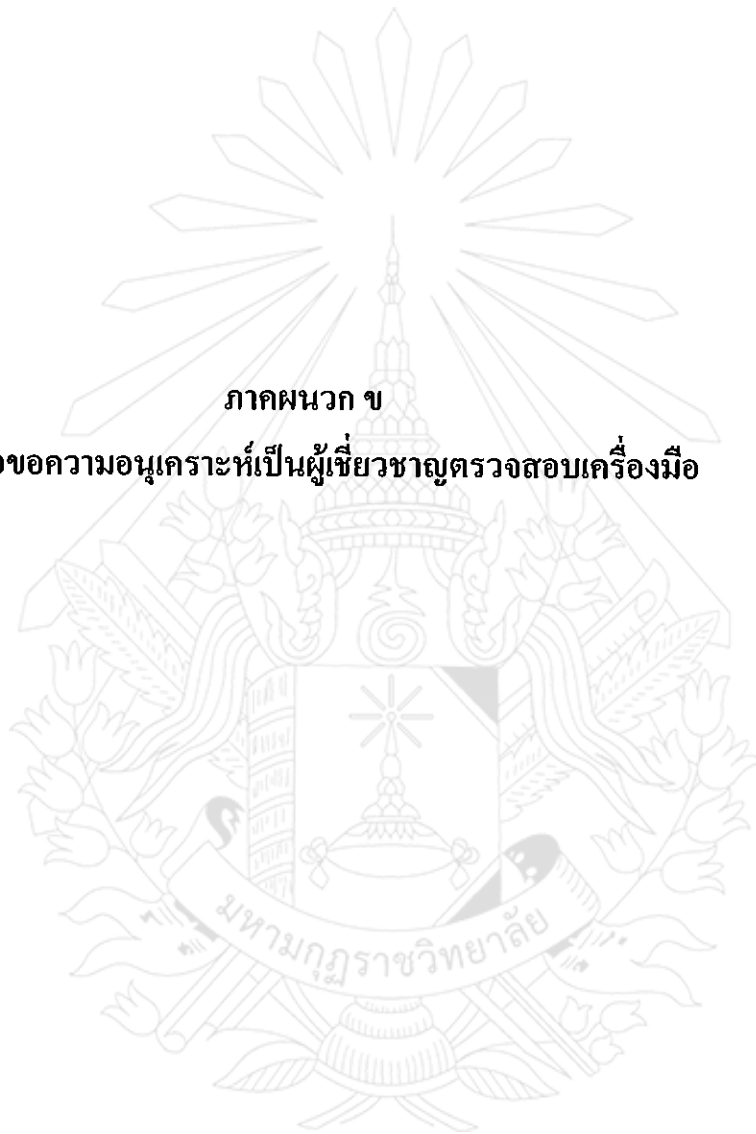 ภาคผนวก ข
ขอความอนุเคราะห์เป็นผู้เชี่ยวชาญตรวจสอบเครื่องมือ
มหามกุฏราชวิทยาลัย